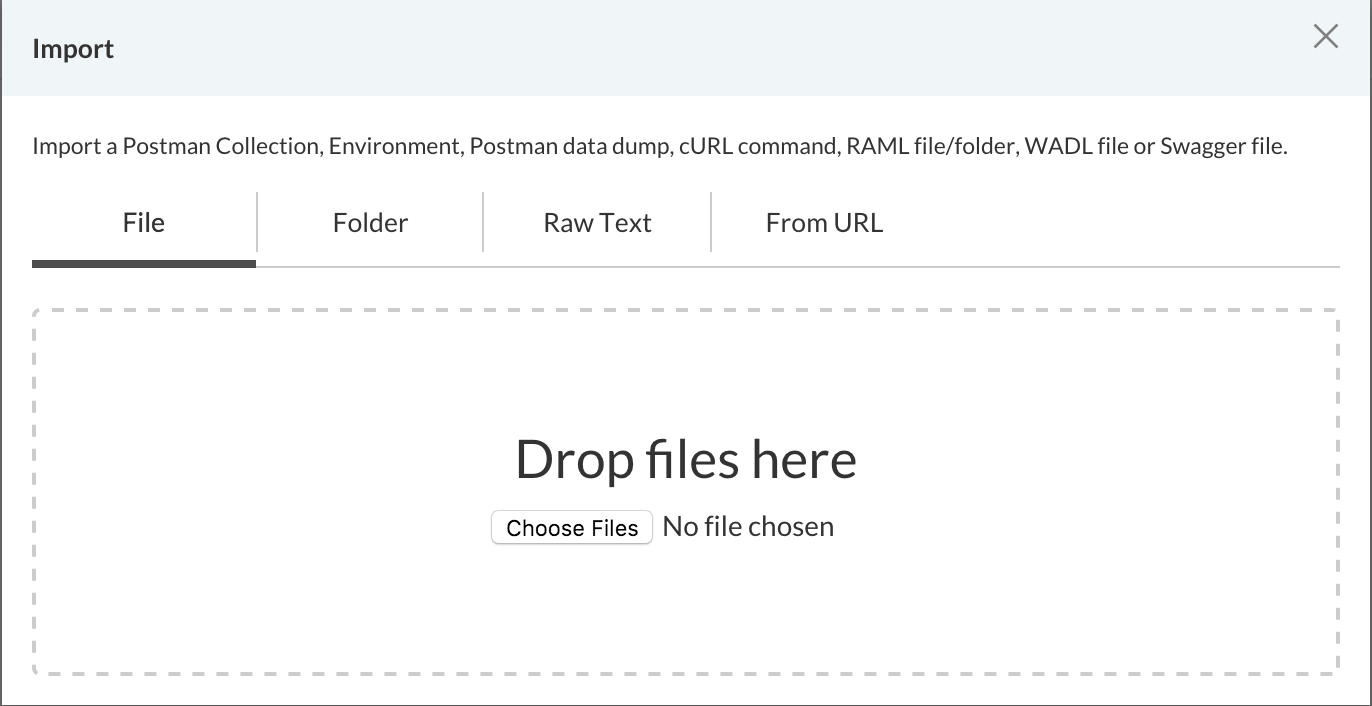 Import
Import a Postman Collection, Environment, Postman data dump, cURL command, RAML file/folder, WADL file or Swagger file.
File Folder Raw Text From URL
Drop files here
Choose Files No file chosen